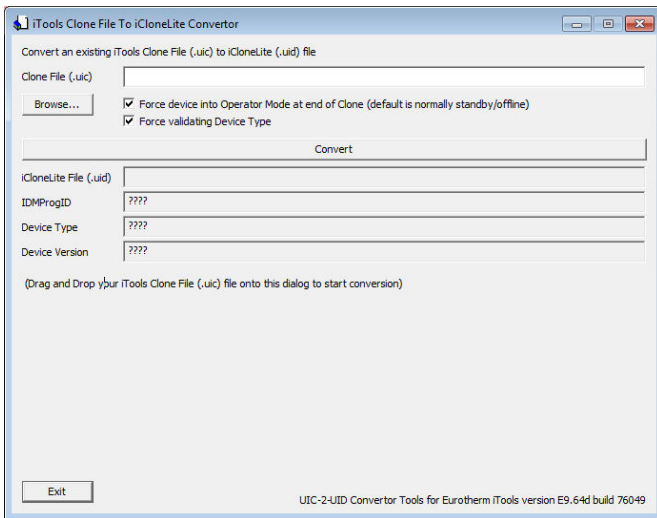 iTools Clone File To iCloneLite Convertor
Convert an existing iTools Clone File (.uic) to iCloneLite (.uid) file
Clone File (.uic)
Browse...
Force device into Operator Mode at end of Clone (default is normally standby/offline)
Force validating Device Type
Convert
iCloneLite File (.uid)
IDMProgID ????
Device Type ????
Device Version ????
(Drag and Drop your iTools Clone File (.uic) file onto this dialog to start conversion)
Exit
UIC-2-UID Convertor Tools for Eurotherm iTools version E9.64d build 76049